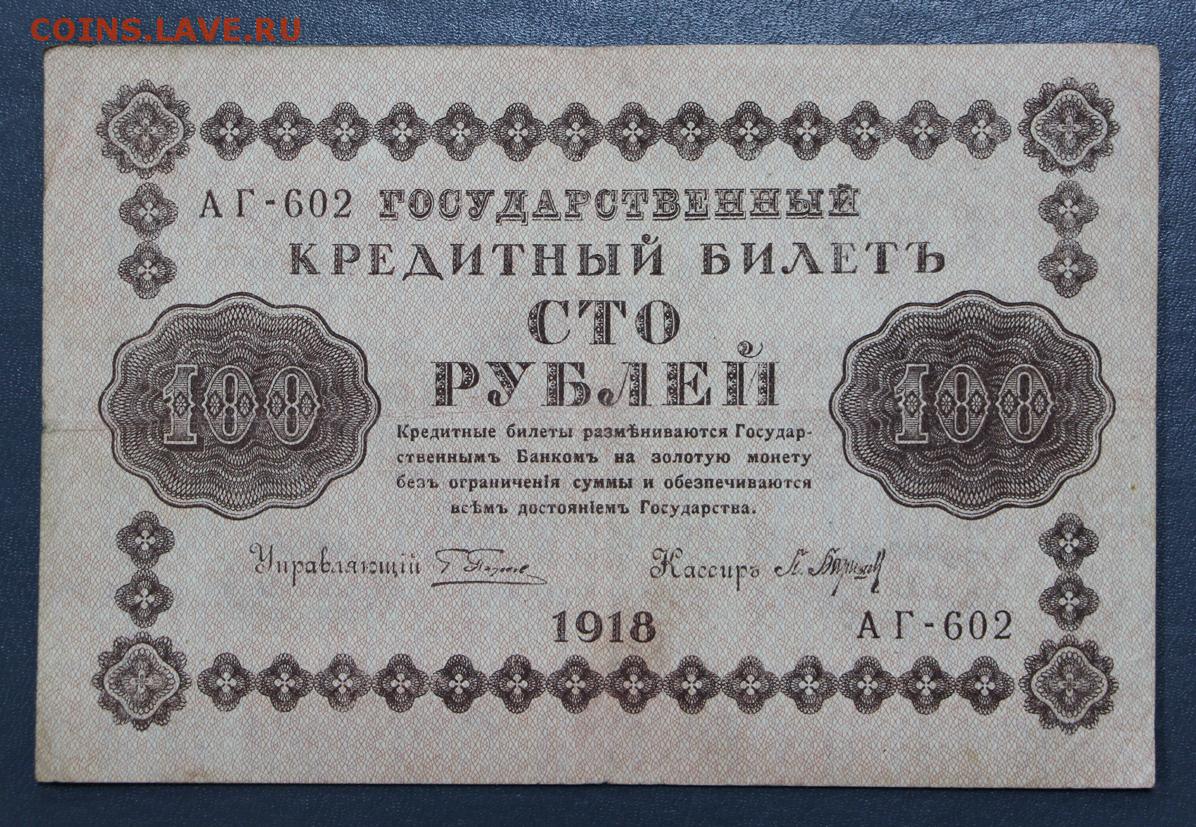 COINS.LAVE.RU
АГ-602 ГОСУДАРСТВЕННЫЙ
КРЕДИТНЫЙ БИЛЕТЪ
СТО
РУБЛЕЙ
100
100
Кредитные билеты размѣниваются Государ-
ственнымъ Банкомъ на золотую монету
безъ ограниченія суммы и обезпечиваются
всѣмъ достояніемъ Государства.
Управляющій
Кассиръ
1918
АГ-602